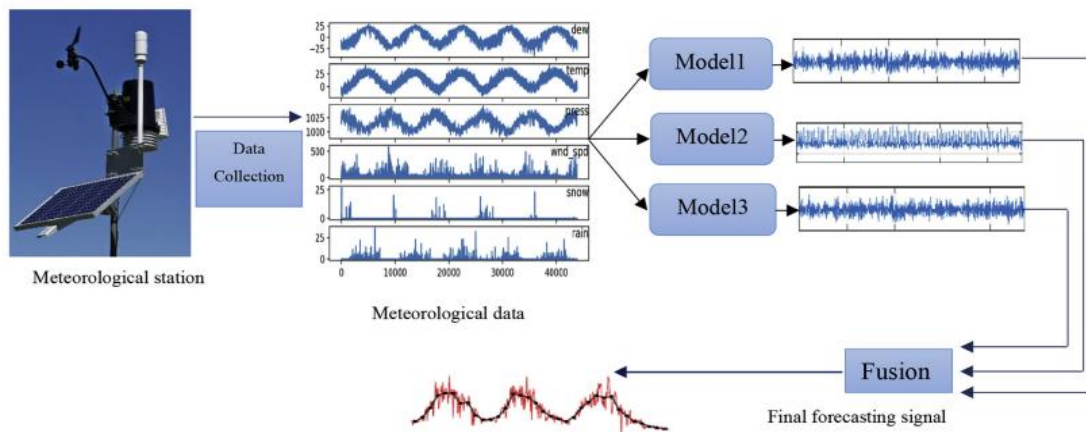 25
0
−25
dew
25
0
temp
1025
1000
press
500
0
wnd_spd
25
0
snow
25
0
rain
0
10000
20000
30000
40000
Data
Collection
Meteorological station
Meteorological data
Model1
Model2
Model3
Fusion
Final forecasting signal